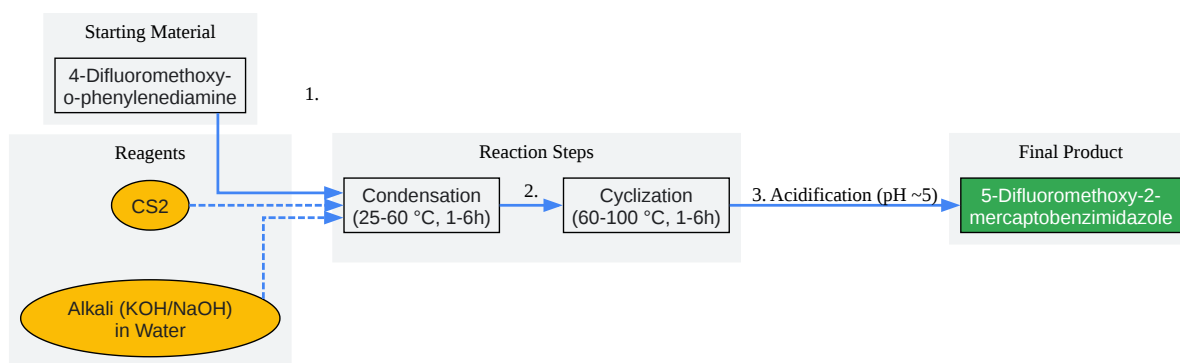 Starting Material
4-Difluoromethoxy-
o-phenylenediamine
1.
Reagents
CS2
Alkali (KOH/NaOH)
in Water
Reaction Steps
Condensation
(25-60 °C, 1-6h)
2.
Cyclization
(60-100 °C, 1-6h)
3. Acidification (pH ~5)
Final Product
5-Difluoromethoxy-2-
mercaptobenzimidazole